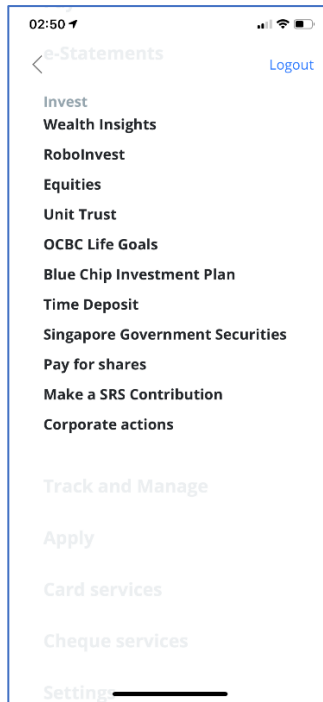 02:50
e-Statements
Logout
Invest
Wealth Insights
RoboInvest
Equities
Unit Trust
OCBC Life Goals
Blue Chip Investment Plan
Time Deposit
Singapore Government Securities
Pay for shares
Make a SRS Contribution
Corporate actions
Track and Manage
Apply
Card services
Cheque services
Settings